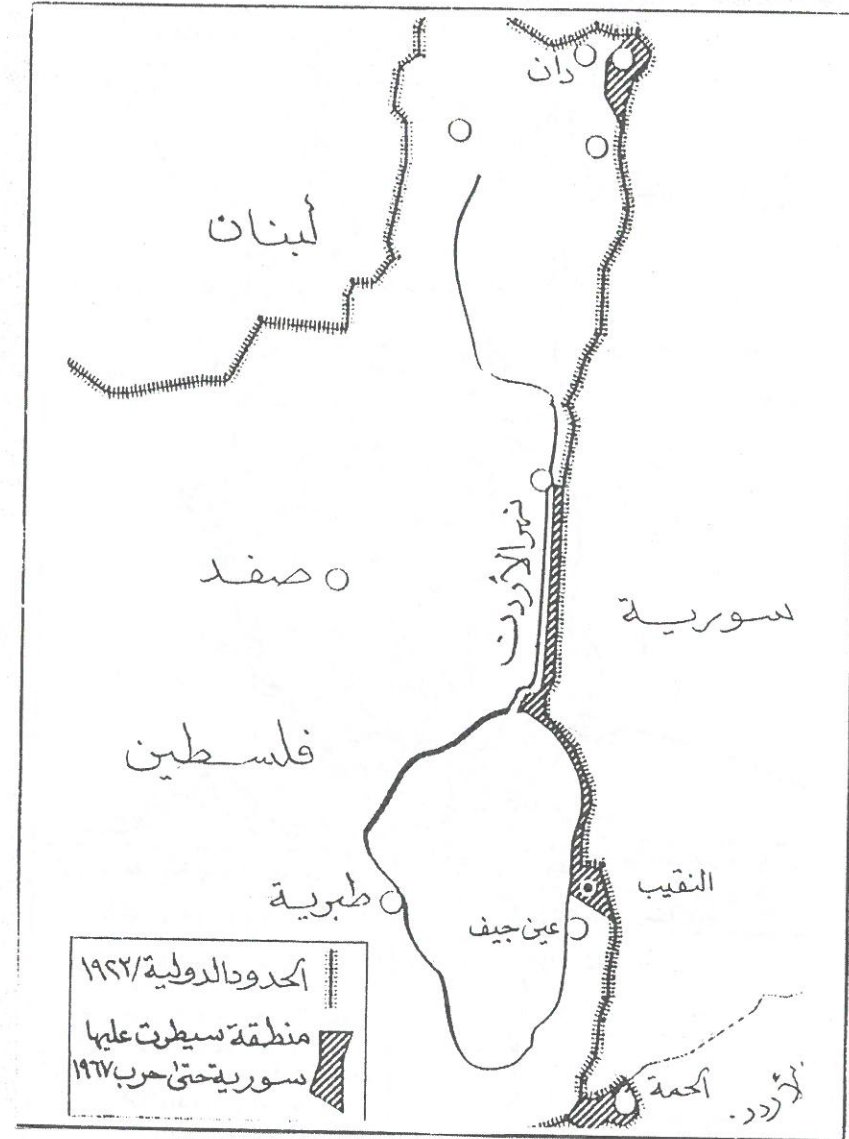 دان
لبنان
نهر الأردن
صفد
سورية
فلسطين
النقيب
طبرية
عين جيف
الحدود الدولية/١٩٢٣
منطقة سيطرت عليها
سورية حتى حرب ١٩٦٧
الحمة
الأردن